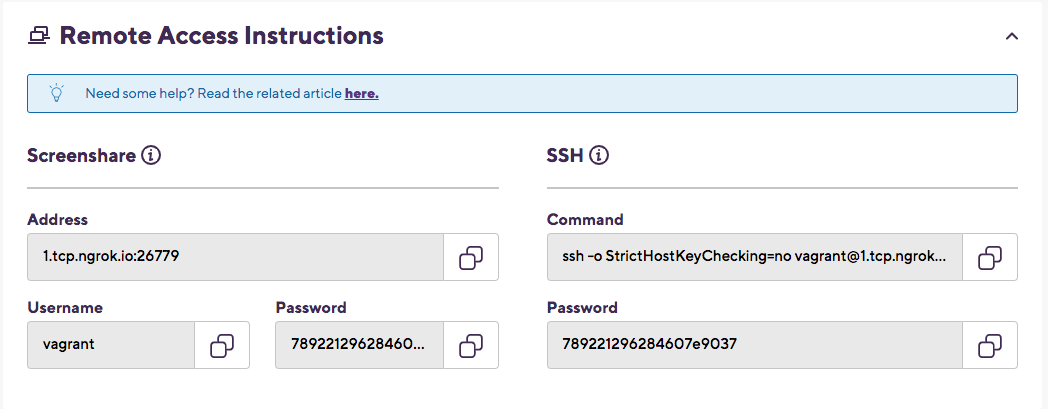 Remote Access Instructions
Need some help? Read the related article here.
Screenshare
SSH
Address
Command
1.tcp.ngrok.io:26779
ssh -o StrictHostKeyChecking=no vagrant@1.tcp.ngrok...
Username
Password
Password
vagrant
78922129628460...
789221296284607e9037